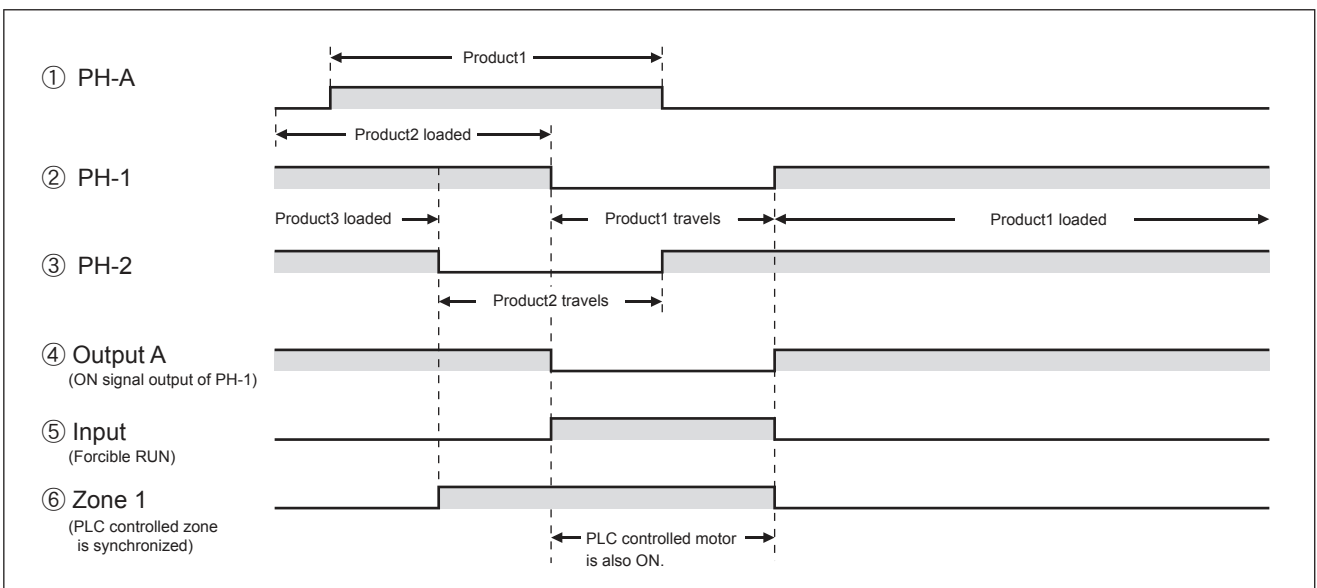 Product1
① PH-A
Product2 loaded
② PH-1
Product3 loaded
Product1 travels
Product1 loaded
③ PH-2
Product2 travels
④ Output A
(ON signal output of PH-1)
⑤ Input
(Forcible RUN)
⑥ Zone 1
(PLC controlled zone
is synchronized)
PLC controlled motor
is also ON.